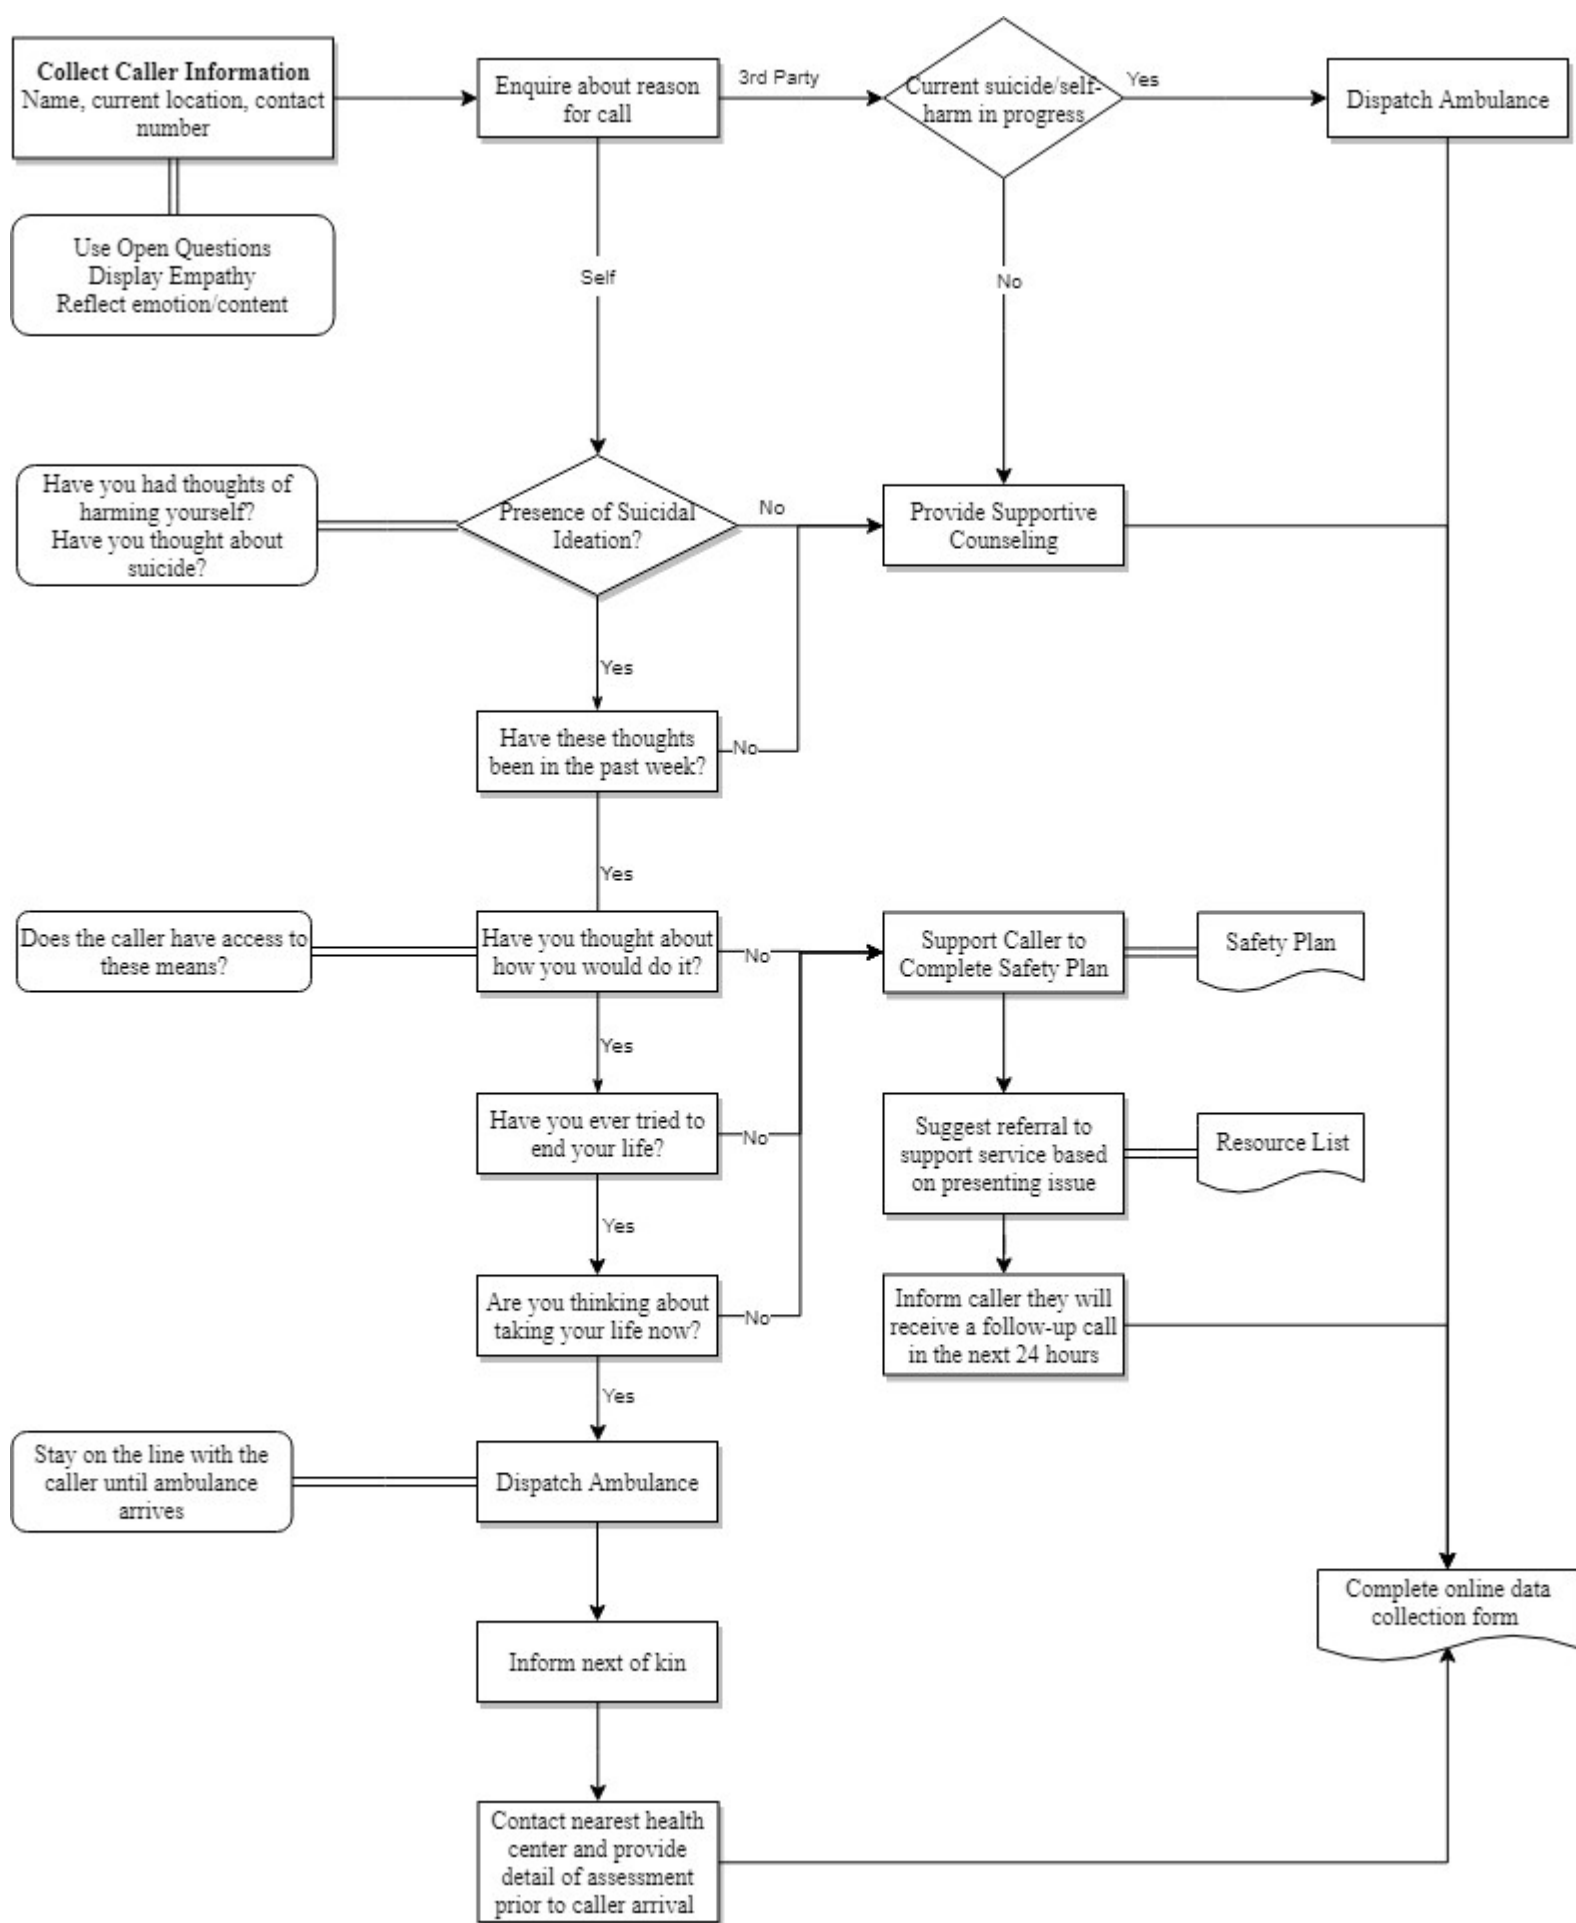 Collect Caller Information
Name, current location, contact
number
Enquire about reason
for call
3rd Party
Current suicide/self-
harm in progress
Yes
Dispatch Ambulance
Use Open Questions
Display Empathy
Reflect emotion/content
Self
No
Have you had thoughts of
harming yourself?
Have you thought about
suicide?
Presence of Suicidal
Ideation?
No
Provide Supportive
Counseling
Yes
Have these thoughts
been in the past week?
No
Yes
Does the caller have access to
these means?
Have you thought about
how you would do it?
No
Support Caller to
Complete Safety Plan
Safety Plan
Yes
Have you ever tried to
end your life?
No
Suggest referral to
support service based
on presenting issue
Resource List
Yes
Are you thinking about
taking your life now?
No
Inform caller they will
receive a follow-up call
in the next 24 hours
Yes
Stay on the line with the
caller until ambulance
arrives
Dispatch Ambulance
Complete online data
collection form
Inform next of kin
Contact nearest health
center and provide
detail of assessment
prior to caller arrival